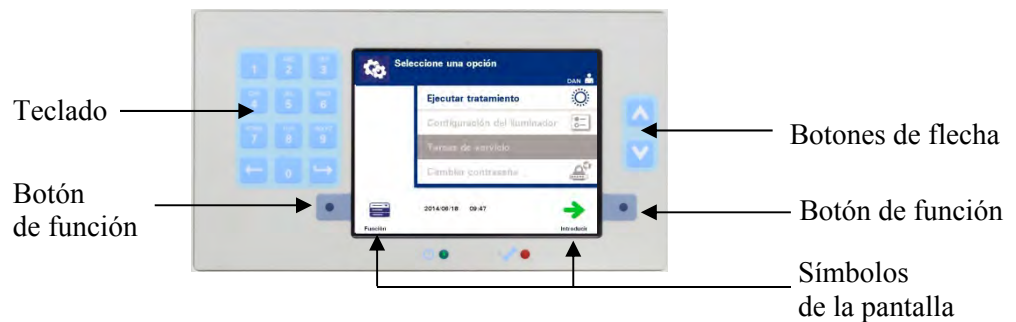 Seleccione una opción
DAN
1 2 3
Teclado
4 5 6
Ejecutar tratamiento
Configuración del iluminador
Botones de flecha
7 8 9
Tareas de servicio
Cambiar contraseña
0
Botón
de función
2014/06/18 09:47
Función
Introducir
Botón de función
Símbolos
de la pantalla